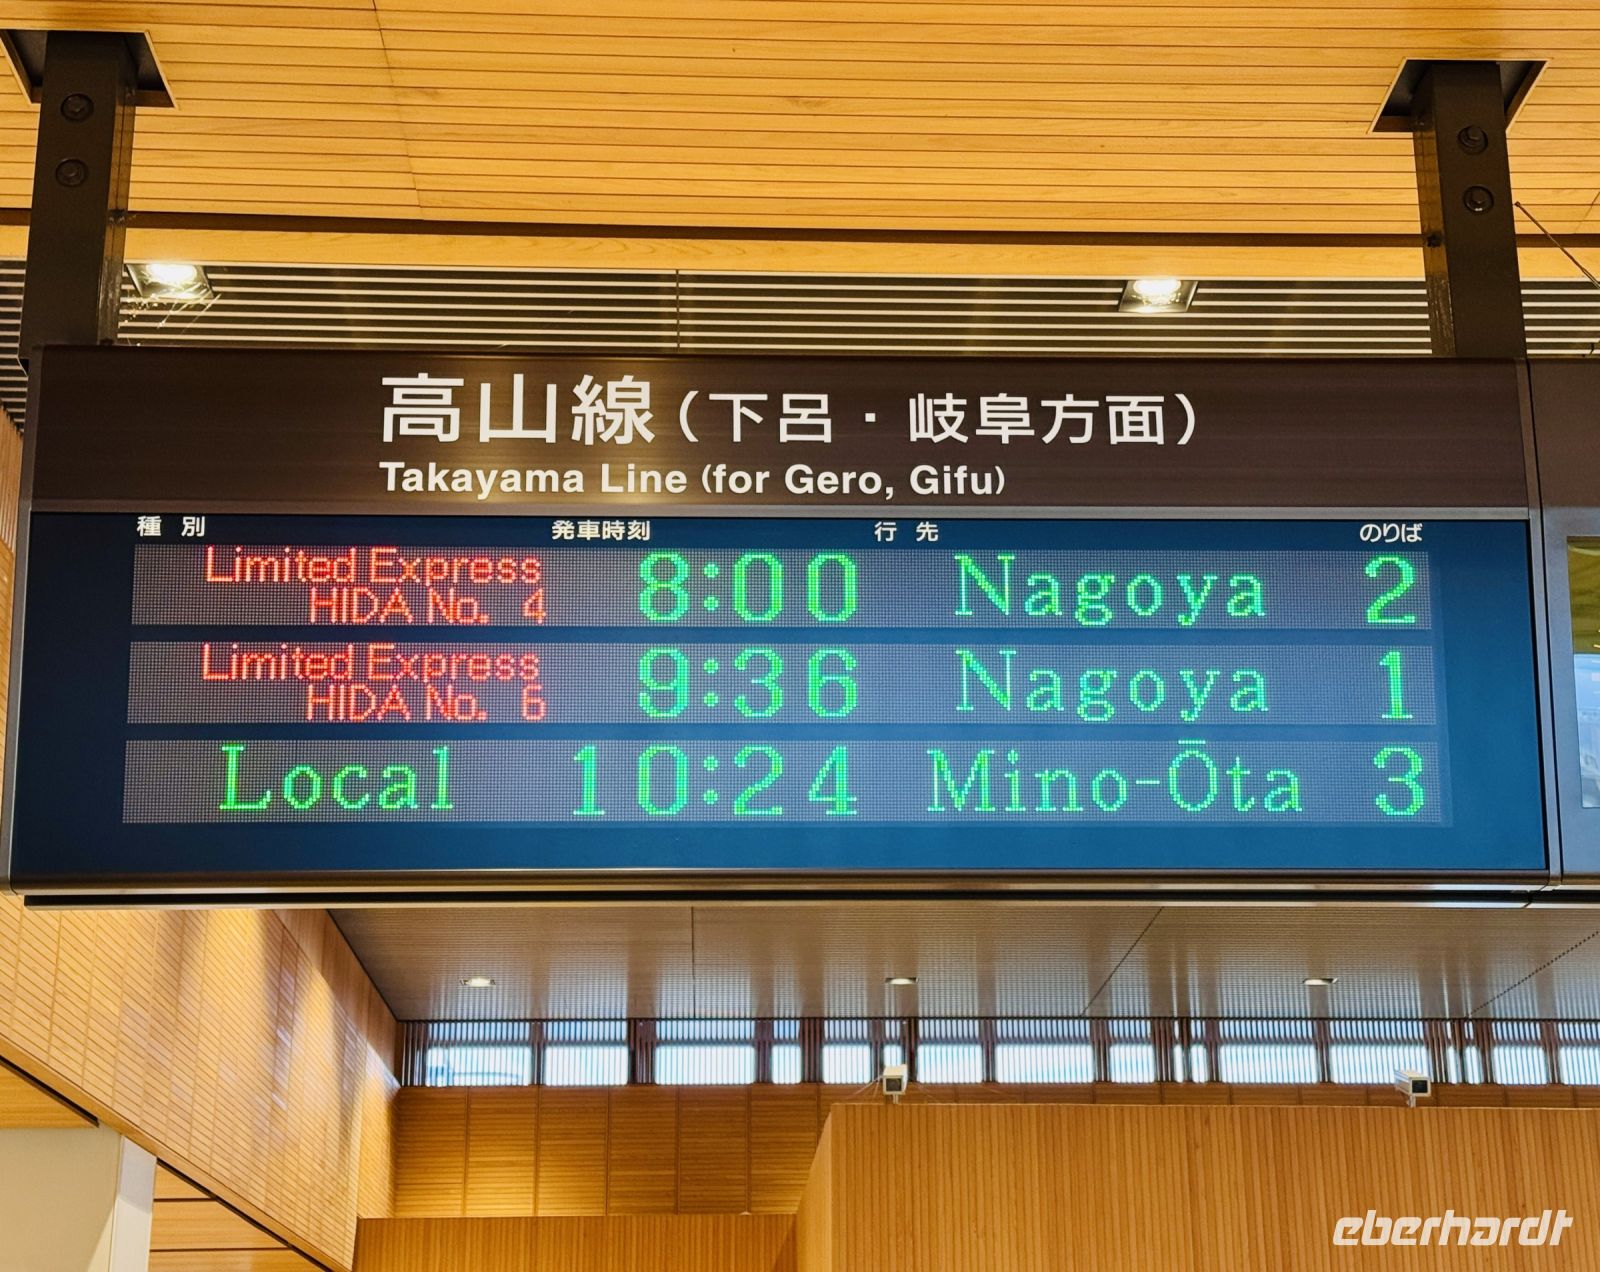 高山線(下呂・岐阜方面)
Takayama Line (for Gero, Gifu)
種別 発車時刻 行先 のりば
Limited Express HIDA No. 4 8:00 Nagoya 2
Limited Express HIDA No. 6 9:36 Nagoya 1
Local 10:24 Mino-Ōta 3
eberhardt